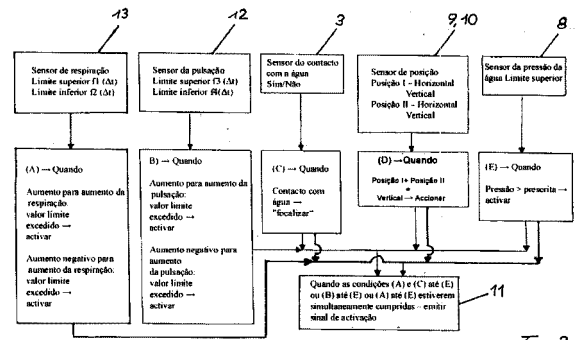 13
12
3
9,10
8
Sensor de respiração
Limite superior f1 (Δt)
Limite inferior f2 (Δt)
Sensor da pulsação
Limite superior f3 (Δt)
Limite inferior f4(Δt)
Sensor do contacto
com a água
Sim/Não
Sensor de posição
Posição I - Horizontal
Vertical
Posição II - Horizontal
Vertical
Sensor da pressão da
água Limite superior
(A) → Quando
Aumento para aumento da
respiração:
valor limite
excedido →
activar
Aumento negativo para
aumento da respiração:
valor limite
excedido →
activar
B) → Quando
Aumento para aumento da
pulsação:
valor limite
excedido →
activar
Aumento negativo para
aumento
da pulsação:
valor limite
excedido →
activar
(C) → Quando
Contacto com
água →
"focalizar"
(D) → Quando
Posição I+ Posição II
Vertical → Accioner
(E) → Quando
Pressão > prescrita →
activar
Quando as condições (A) e (C) até (E)
ou (B) até (E) ou (A) até (E) estiverem
simultaneamente cumpridas – emitir
sinal de activação
11